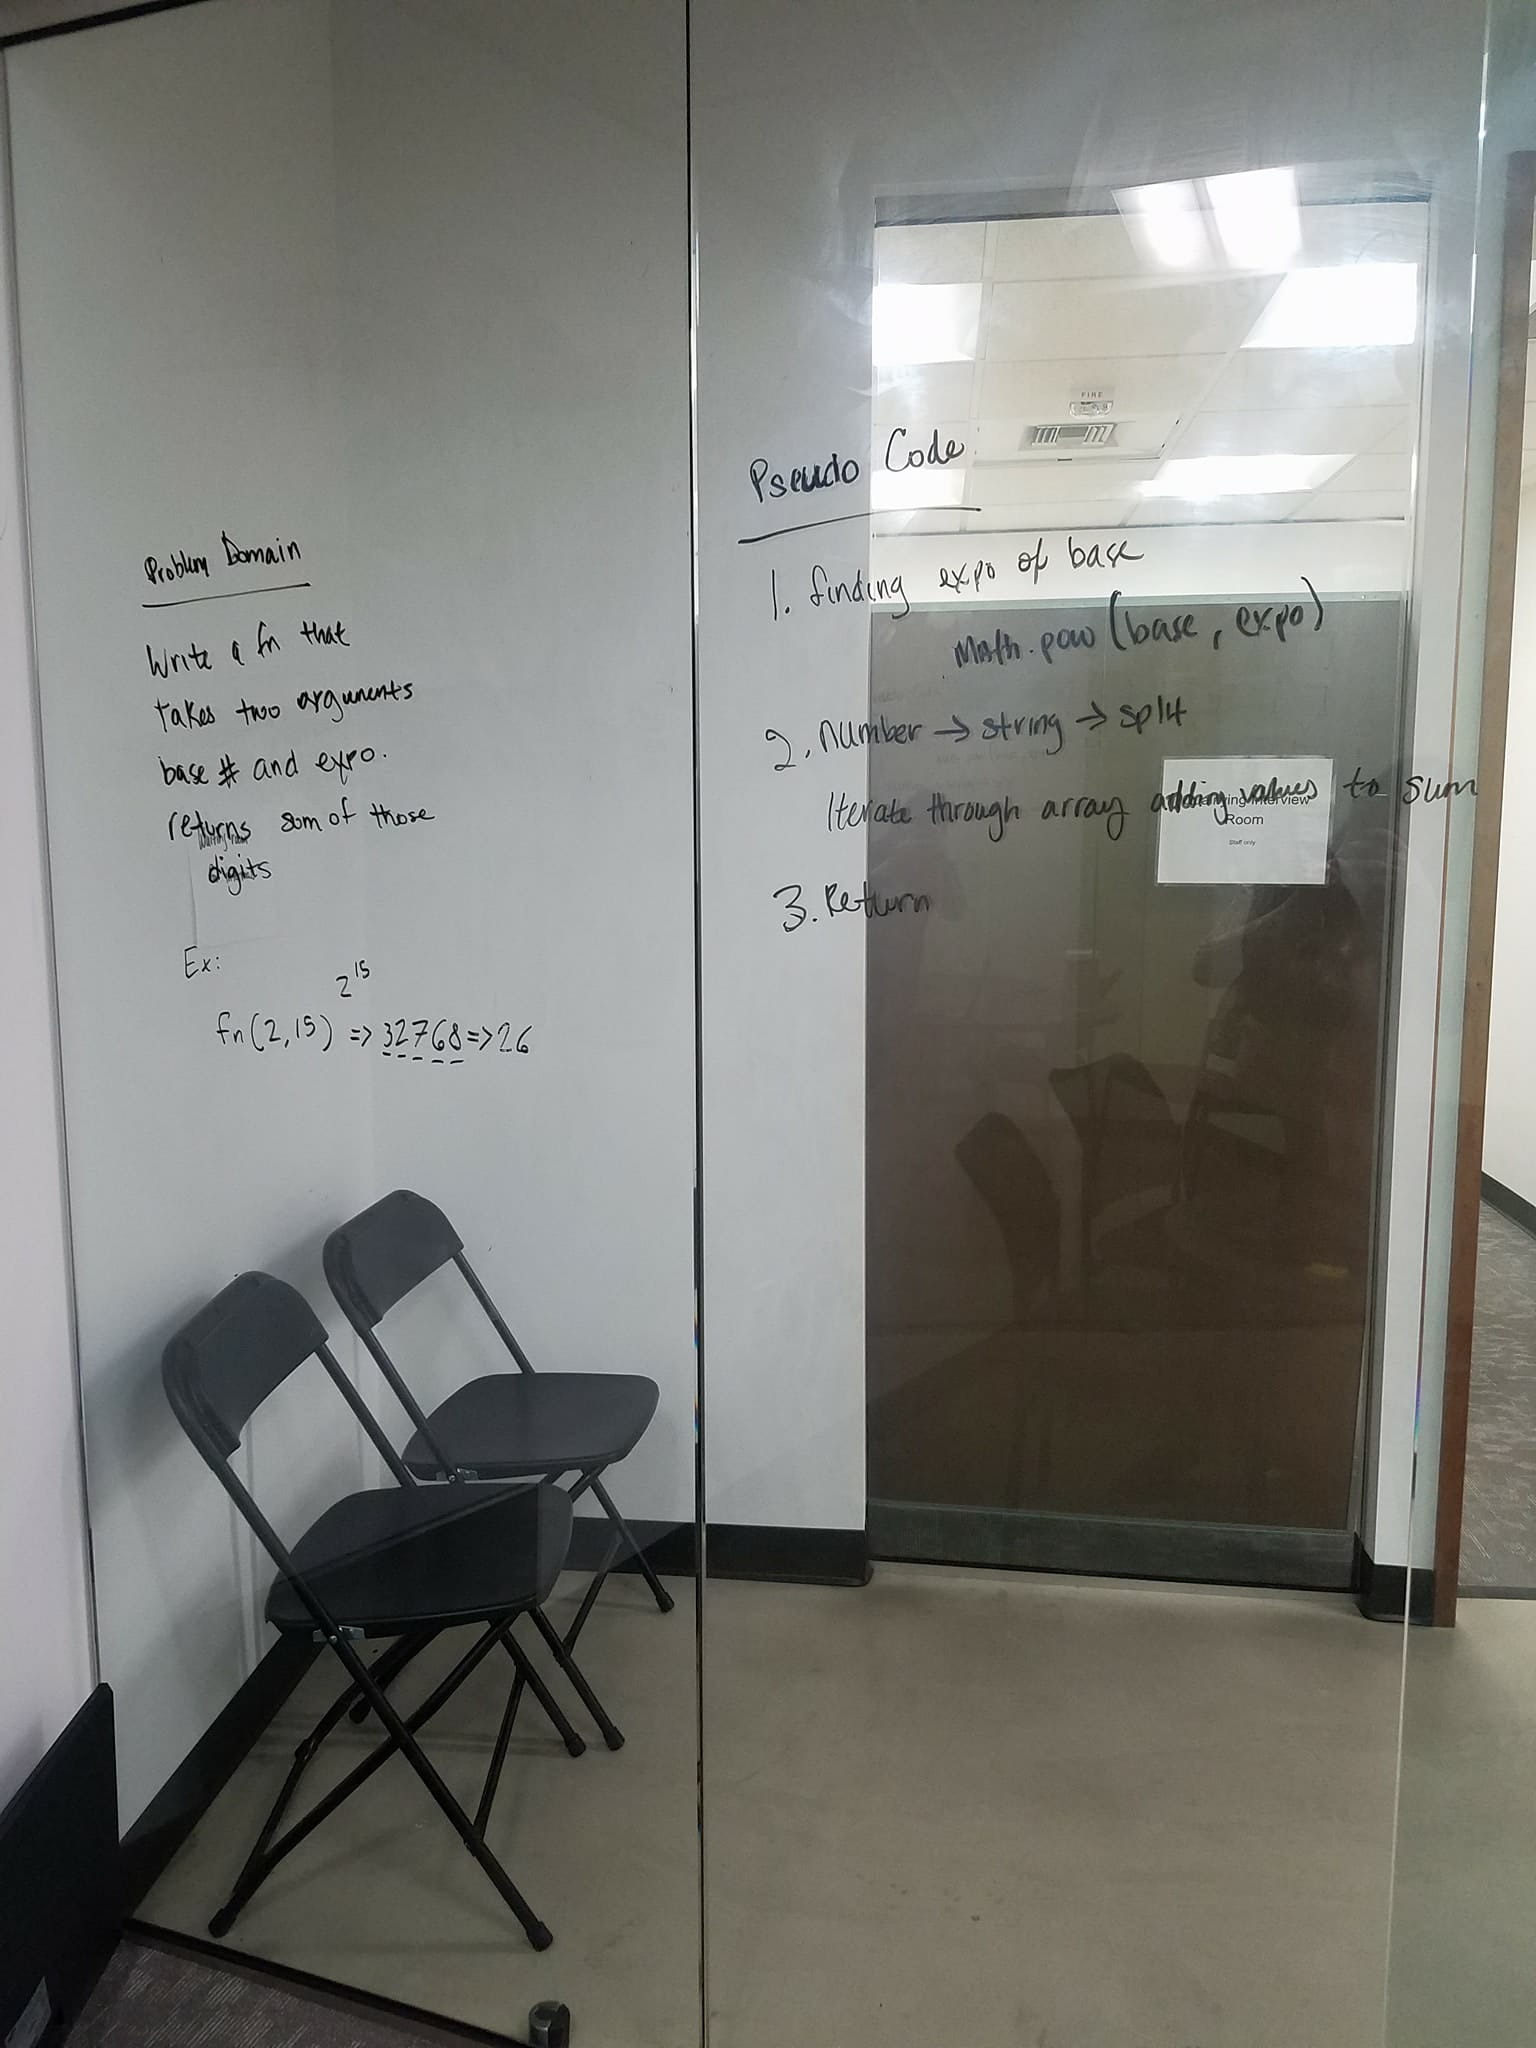 Problem Domain
Write a fn that
takes two arguments
base # and expo.
returns sum of those
digits
Ex:
2^15
fn(2,15) => 32768 => 26
Pseudo Code
1. finding expo of base
Math.pow (base, expo)
2. number → string → split
Iterate through array adding values to sum
3. Return
FIRE
Interview
Room
Staff only
Waiting room